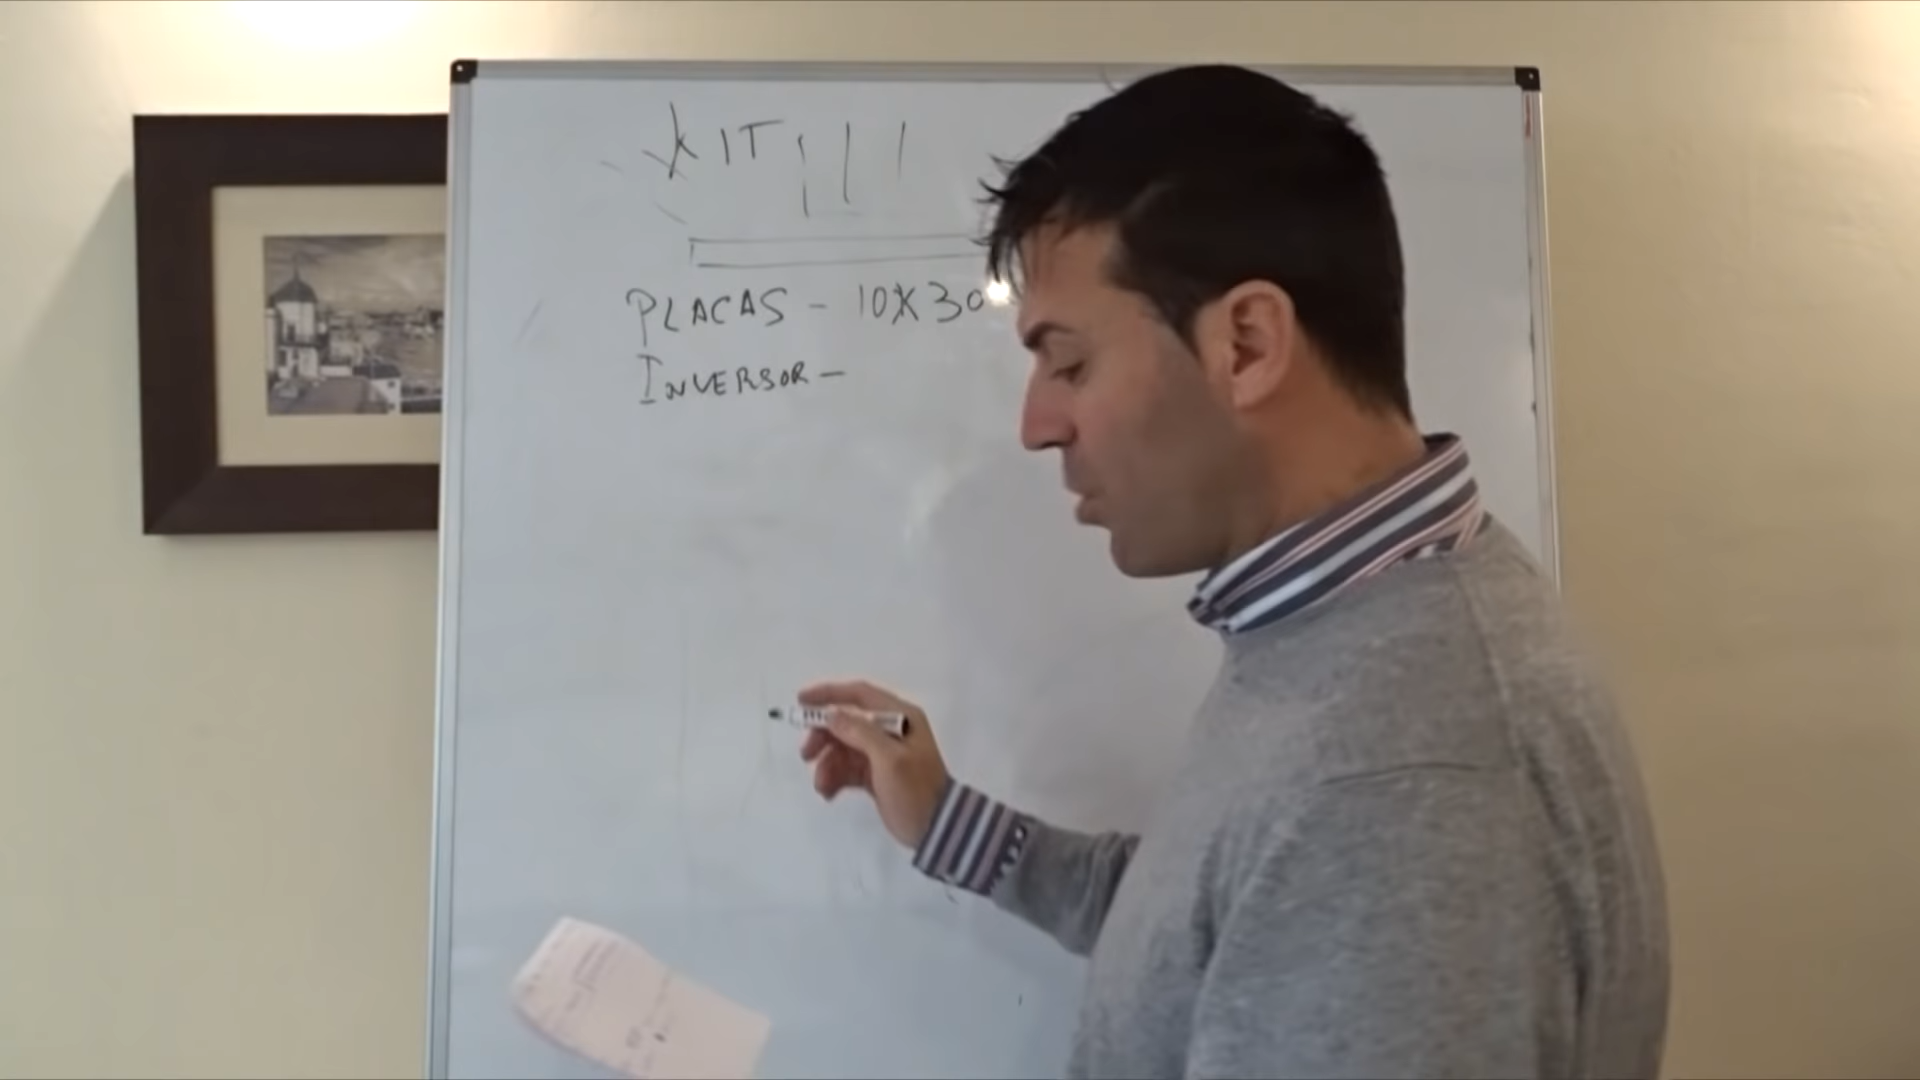 KIT
PLACAS - 10X30
INVERSOR -